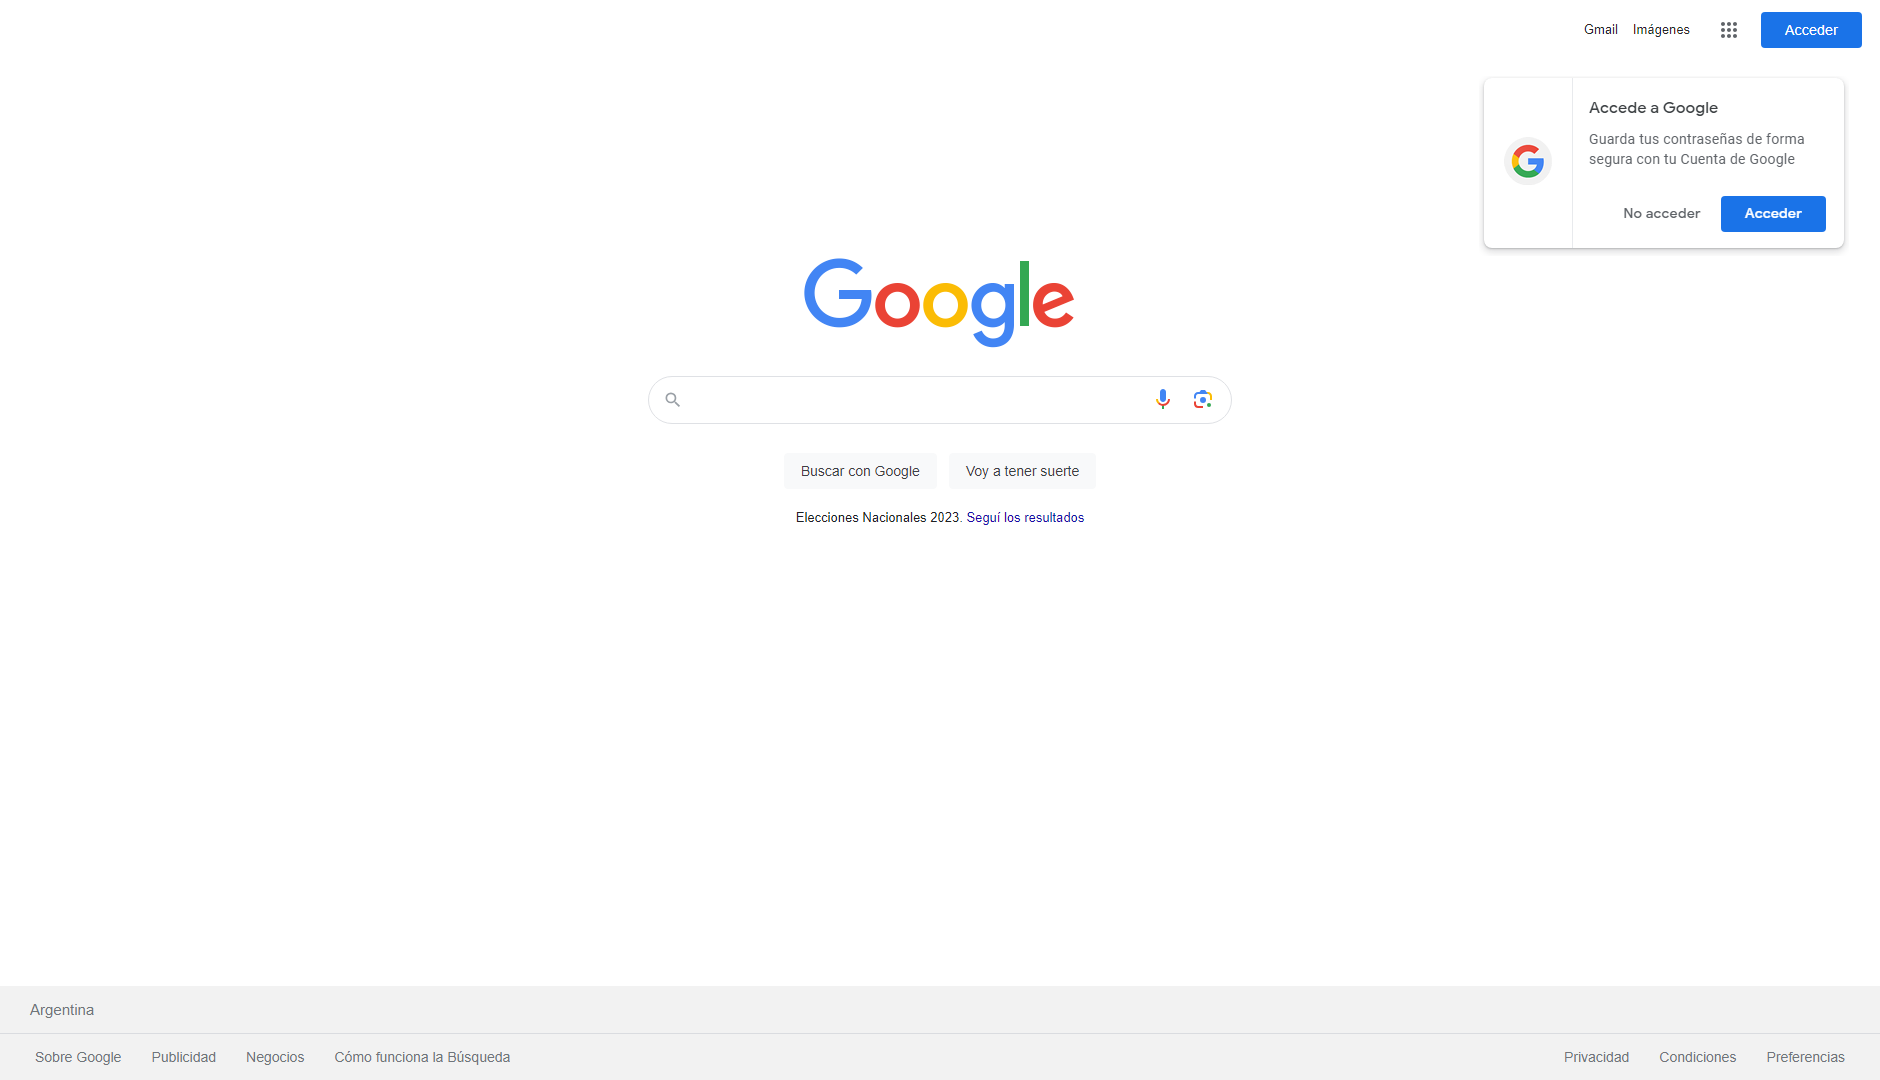 Gmail Imágenes Acceder
Accede a Google
Guarda tus contraseñas de forma
segura con tu Cuenta de Google
No acceder Acceder
Google
Buscar con Google Voy a tener suerte
Elecciones Nacionales 2023. Seguí los resultados
Argentina
Sobre Google Publicidad Negocios Cómo funciona la Búsqueda Privacidad Condiciones Preferencias